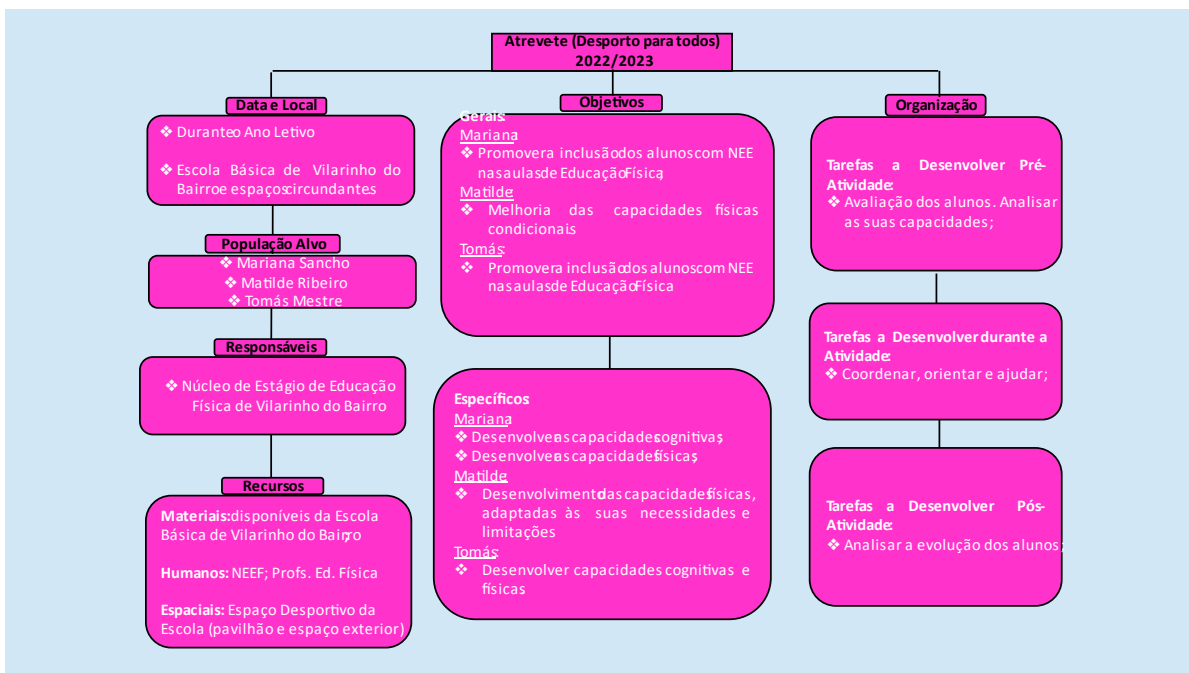 Atreve-te (Desporto para todos)
2022/2023
Data e Local
❖ Durante o Ano Letivo
❖ Escola Básica de Vilarinho do
Bairro e espaços circundantes
População Alvo
❖ Mariana Sancho
❖ Matilde Ribeiro
❖ Tomás Mestre
Responsáveis
❖ Núcleo de Estágio de Educação
Física de Vilarinho do Bairro
Recursos
Materiais: disponíveis da Escola
Básica de Vilarinho do Bairro;
Humanos: NEEF; Profs. Ed. Física
Espaciais: Espaço Desportivo da
Escola (pavilhão e espaço exterior)
Objetivos
Gerais:
Mariana:
❖ Promover a inclusão dos alunos com NEE
nas aulas de Educação Física;
Matilde:
❖ Melhoria das capacidades físicas
condicionais
Tomás:
❖ Promover a inclusão dos alunos com NEE
nas aulas de Educação Física
Específicos
Mariana:
❖ Desenvolver as capacidades cognitivas;
❖ Desenvolver as capacidades físicas;
Matilde:
❖ Desenvolvimento das capacidades físicas,
adaptadas às suas necessidades e
limitações
Tomás:
❖ Desenvolver capacidades cognitivas e
físicas
Organização
Tarefas a Desenvolver Pré-
Atividade:
❖ Avaliação dos alunos. Analisar
as suas capacidades;
Tarefas a Desenvolver durante a
Atividade:
❖ Coordenar, orientar e ajudar;
Tarefas a Desenvolver Pós-
Atividade:
❖ Analisar a evolução dos alunos;